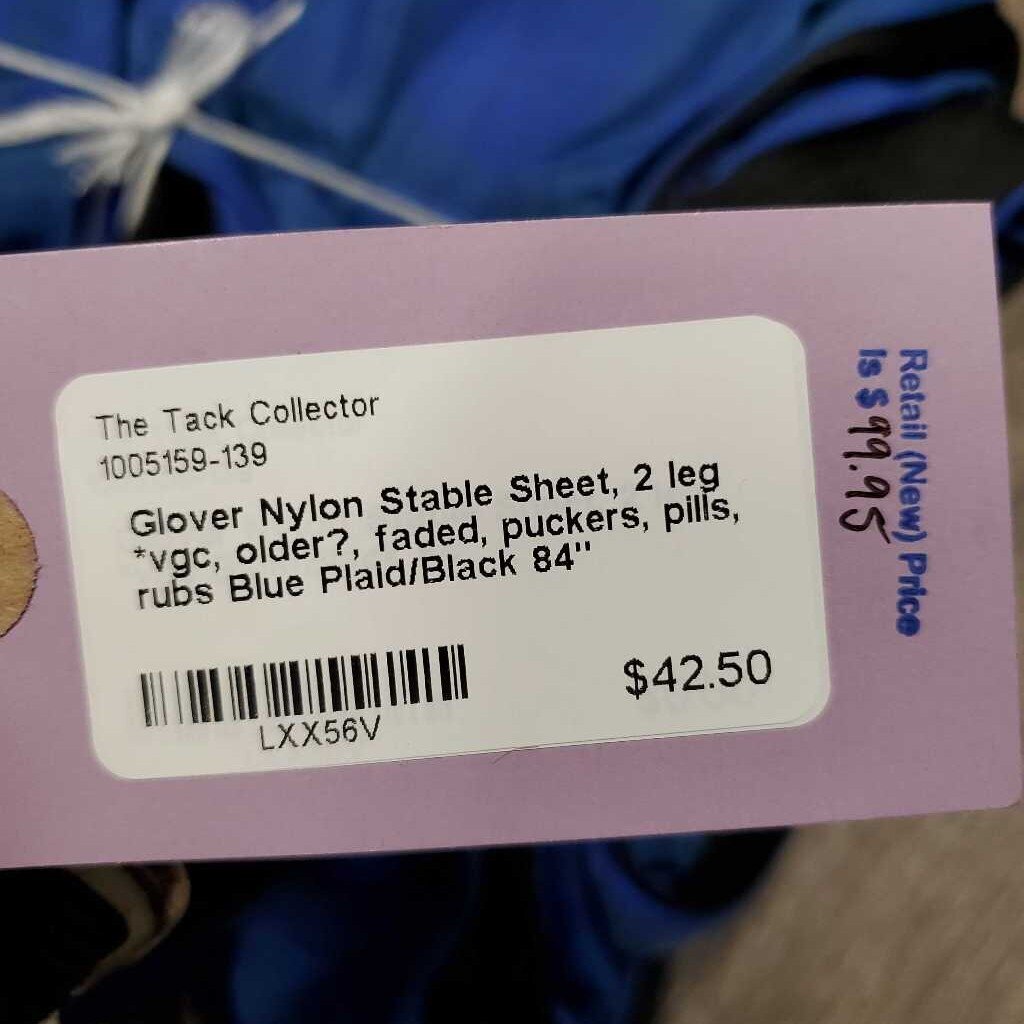 The Tack Collector
1005159-139
Glover Nylon Stable Sheet, 2 leg
*vgc, older?, faded, puckers, pills,
rubs Blue Plaid/Black 84"
LXX56V
$42.50
Retail (New) Price
Is $99.95